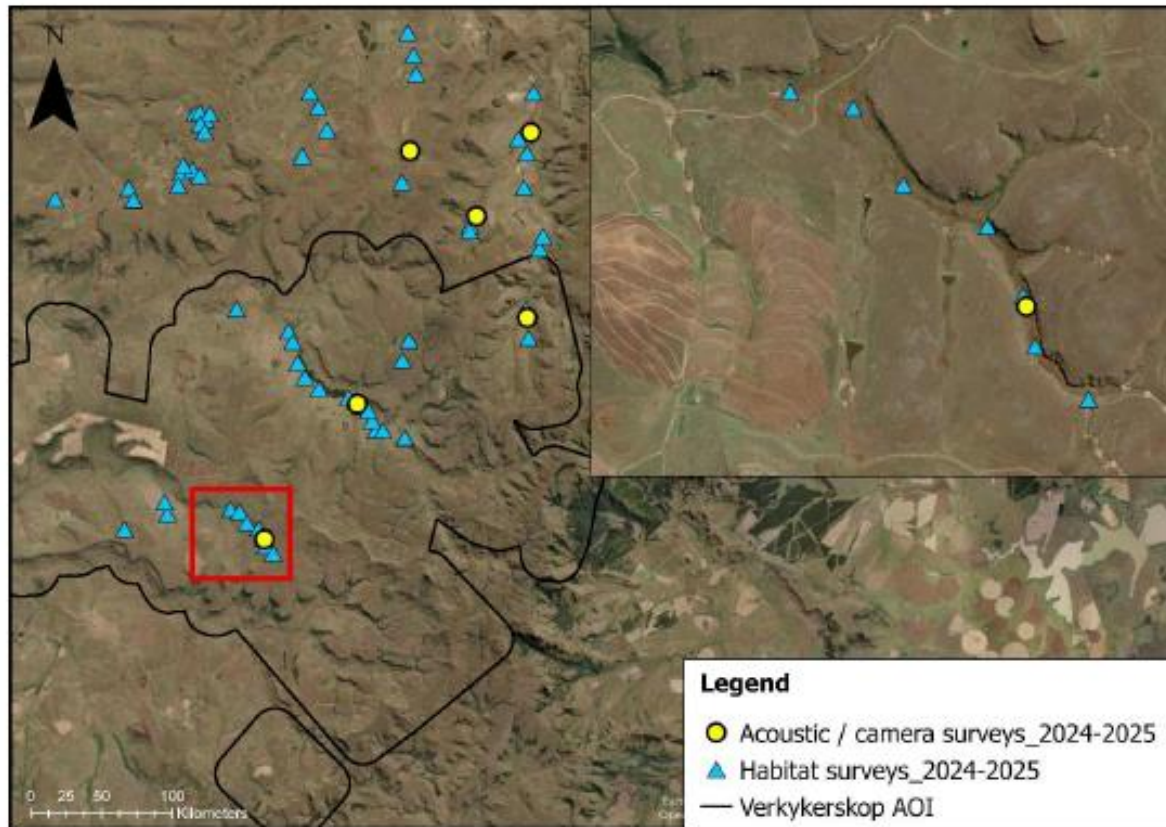 N
Legend
Acoustic / camera surveys_2024-2025
Habitat surveys_2024-2025
Verkykerskop AOI
0 25 50 100
Kilometers